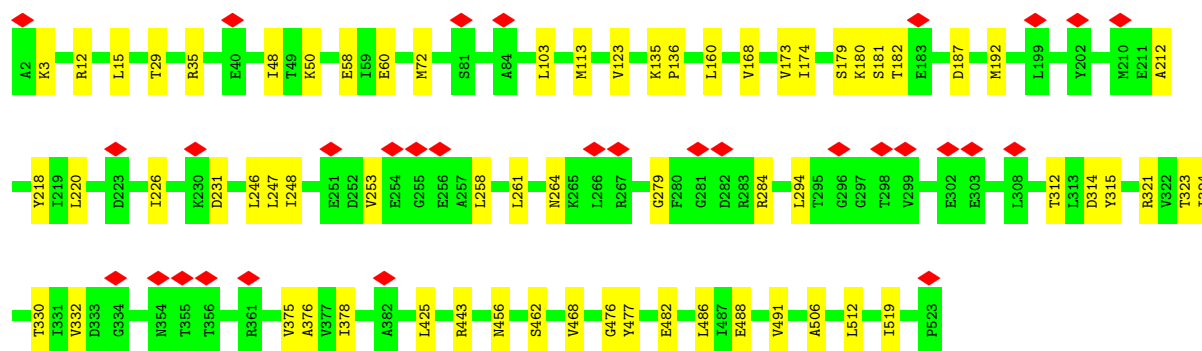 A2 K3 R12 L15 T29 R35 E40 I48 T49 K50 E58 I59 E60 M72 S81 A84 L103 M113 V123 K135 P136 L160 V168 V173 I174 S179 K180 S181 T182 E183 D187 M192 L199 Y202 M210 E211 A212
Y218 I219 L220 D223 I226 K230 D231 L246 L247 I248 E251 D252 V253 E254 G255 E256 A257 L258 L261 N264 K265 L266 R267 G279 F280 G281 D282 R283 R284 L294 T295 G296 G297 T298 V299 E302 E303 L308 T312 L313 D314 Y315 R321 V322 T323
T330 I331 V332 D333 G334 N354 T355 T356 R361 V375 A376 V377 I378 A382 L425 R443 N456 S462 V468 G476 Y477 E482 L486 I487 E488 V491 A506 L512 I519 P523